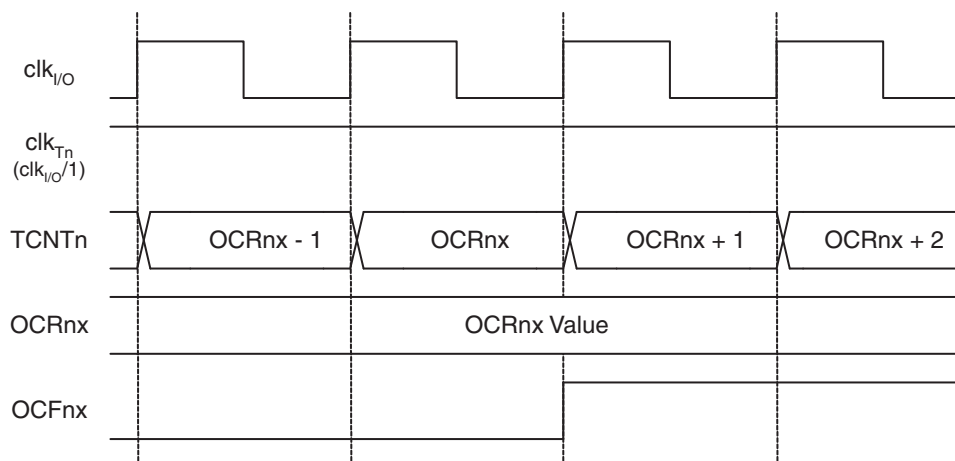 clkI/O
clkTn
(clkI/O/1)
TCNTn OCRnx - 1 OCRnx OCRnx + 1 OCRnx + 2
OCRnx OCRnx Value
OCFnx